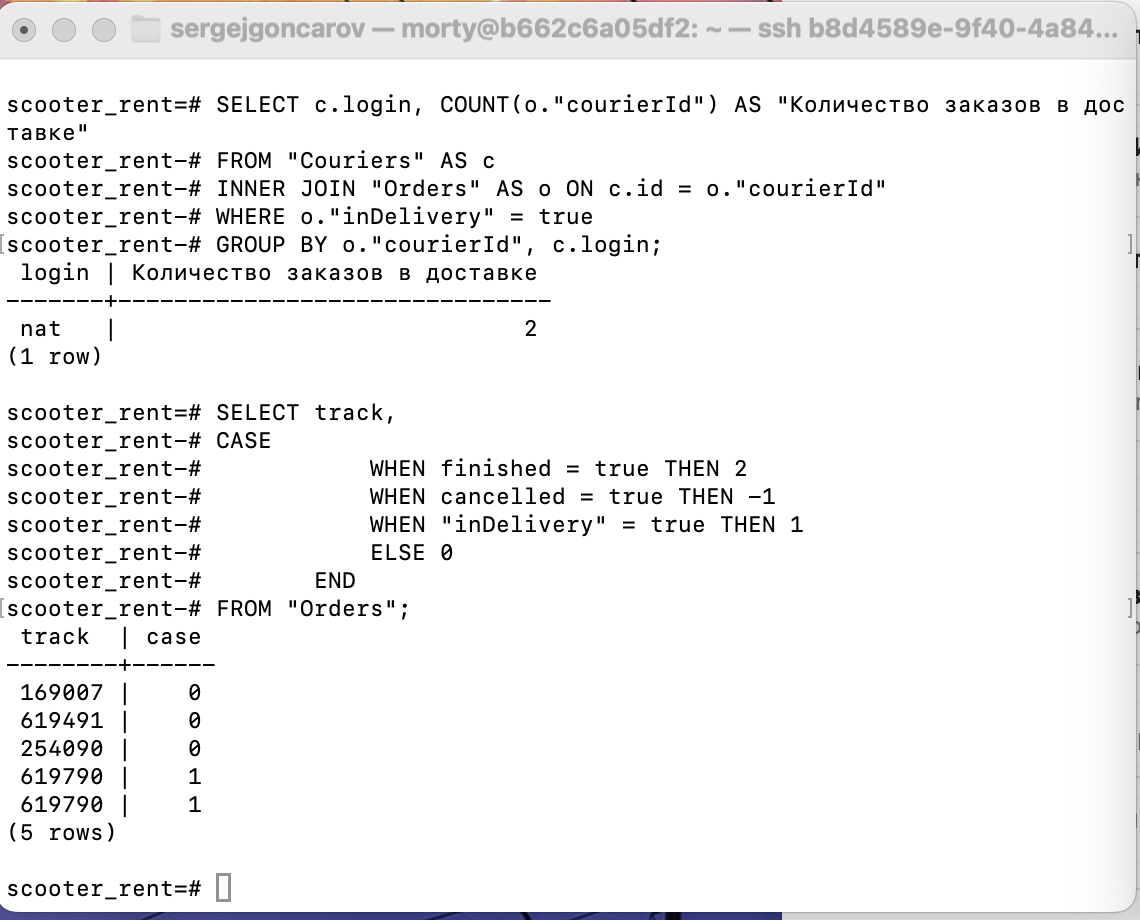 sergejgoncarov — morty@b662c6a05df2: ~ — ssh b8d4589e-9f40-4a84...
scooter_rent=# SELECT c.login, COUNT(o."courierId") AS "Количество заказов в дос
тавке"
scooter_rent-# FROM "Couriers" AS c
scooter_rent-# INNER JOIN "Orders" AS o ON c.id = o."courierId"
scooter_rent-# WHERE o."inDelivery" = true
[scooter_rent-# GROUP BY o."courierId", c.login; ]
 login | Количество заказов в доставке
-------+-------------------------------
 nat   |                             2
(1 row)
scooter_rent=# SELECT track,
scooter_rent-# CASE
scooter_rent-#            WHEN finished = true THEN 2
scooter_rent-#            WHEN cancelled = true THEN -1
scooter_rent-#            WHEN "inDelivery" = true THEN 1
scooter_rent-#            ELSE 0
scooter_rent-#        END
[scooter_rent-# FROM "Orders"; ]
 track  | case
--------+------
 169007 |    0
 619491 |    0
 254090 |    0
 619790 |    1
 619790 |    1
(5 rows)
scooter_rent=#